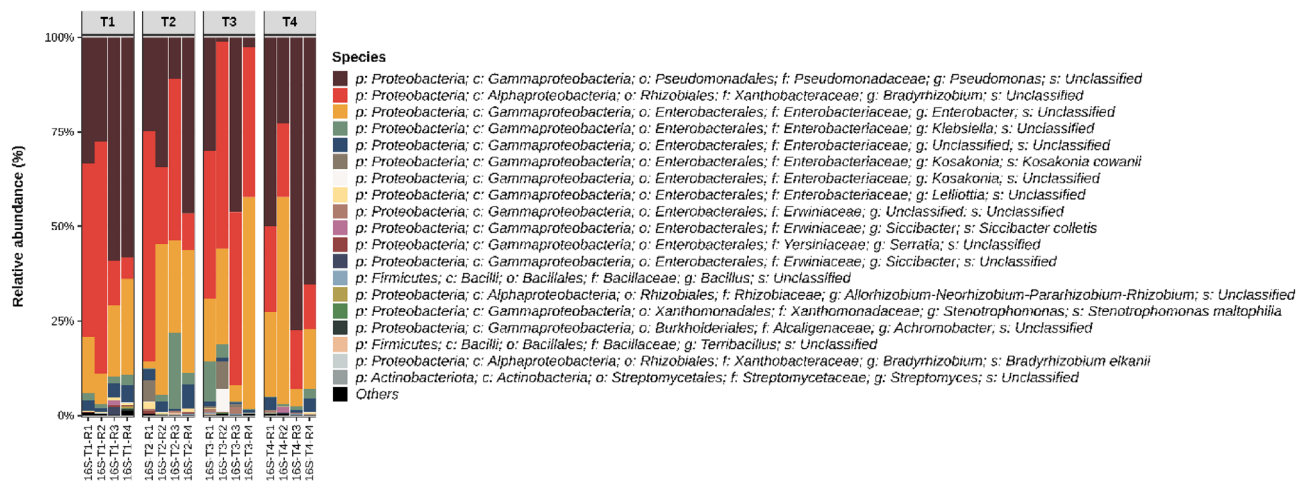 T1 T2 T3 T4
100%
75%
50%
25%
0%
Relative abundance (%)
16S-T1-R1
16S-T1-R2
16S-T1-R3
16S-T1-R4
16S-T2-R1
16S-T2-R2
16S-T2-R3
16S-T2-R4
16S-T3-R1
16S-T3-R2
16S-T3-R3
16S-T3-R4
16S-T4-R1
16S-T4-R2
16S-T4-R3
16S-T4-R4
Species
p: Proteobacteria; c: Gammaproteobacteria; o: Pseudomonadales; f: Pseudomonadaceae; g: Pseudomonas; s: Unclassified
p: Proteobacteria; c: Alphaproteobacteria; o: Rhizobiales; f: Xanthobacteraceae; g: Bradyrhizobium; s: Unclassified
p: Proteobacteria; c: Gammaproteobacteria; o: Enterobacterales; f: Enterobacteriaceae; g: Enterobacter; s: Unclassified
p: Proteobacteria; c: Gammaproteobacteria; o: Enterobacterales; f: Enterobacteriaceae; g: Klebsiella; s: Unclassified
p: Proteobacteria; c: Gammaproteobacteria; o: Enterobacterales; f: Enterobacteriaceae; g: Unclassified; s: Unclassified
p: Proteobacteria; c: Gammaproteobacteria; o: Enterobacterales; f: Enterobacteriaceae; g: Kosakonia; s: Kosakonia cowanii
p: Proteobacteria; c: Gammaproteobacteria; o: Enterobacterales; f: Enterobacteriaceae; g: Kosakonia; s: Unclassified
p: Proteobacteria; c: Gammaproteobacteria; o: Enterobacterales; f: Enterobacteriaceae; g: Lelliottia; s: Unclassified
p: Proteobacteria; c: Gammaproteobacteria; o: Enterobacterales; f: Erwiniaceae; g: Unclassified; s: Unclassified
p: Proteobacteria; c: Gammaproteobacteria; o: Enterobacterales; f: Erwiniaceae; g: Siccibacter; s: Siccibacter colletis
p: Proteobacteria; c: Gammaproteobacteria; o: Enterobacterales; f: Yersiniaceae; g: Serratia; s: Unclassified
p: Proteobacteria; c: Gammaproteobacteria; o: Enterobacterales; f: Erwiniaceae; g: Siccibacter; s: Unclassified
p: Firmicutes; c: Bacilli; o: Bacillales; f: Bacillaceae; g: Bacillus; s: Unclassified
p: Proteobacteria; c: Alphaproteobacteria; o: Rhizobiales; f: Rhizobiaceae; g: Allorhizobium-Neorhizobium-Pararhizobium-Rhizobium; s: Unclassified
p: Proteobacteria; c: Gammaproteobacteria; o: Xanthomonadales; f: Xanthomonadaceae; g: Stenotrophomonas; s: Stenotrophomonas maltophilia
p: Proteobacteria; c: Gammaproteobacteria; o: Burkholderiales; f: Alcaligenaceae; g: Achromobacter; s: Unclassified
p: Firmicutes; c: Bacilli; o: Bacillales; f: Bacillaceae; g: Terribacillus; s: Unclassified
p: Proteobacteria; c: Alphaproteobacteria; o: Rhizobiales; f: Xanthobacteraceae; g: Bradyrhizobium; s: Bradyrhizobium elkanii
p: Actinobacteriota; c: Actinobacteria; o: Streptomycetales; f: Streptomycetaceae; g: Streptomyces; s: Unclassified
Others